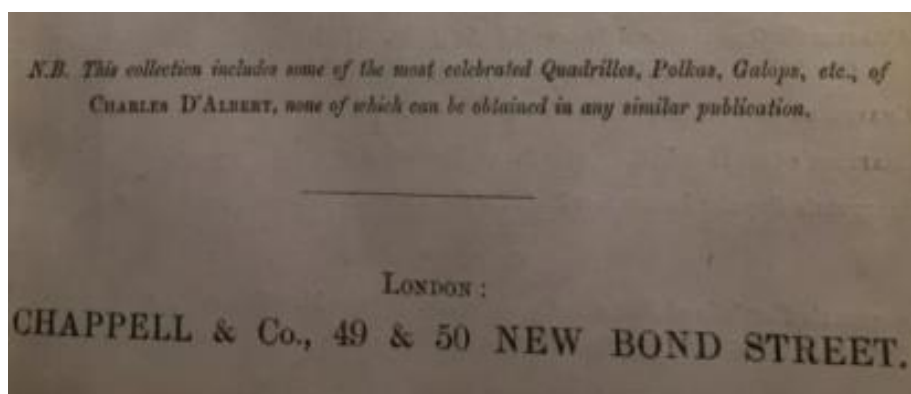 N.B. This collection includes some of the most celebrated Quadrilles, Polkas, Galops, etc., of
CHARLES D'ALBERT, none of which can be obtained in any similar publication.
LONDON:
CHAPPELL & Co., 49 & 50 NEW BOND STREET.